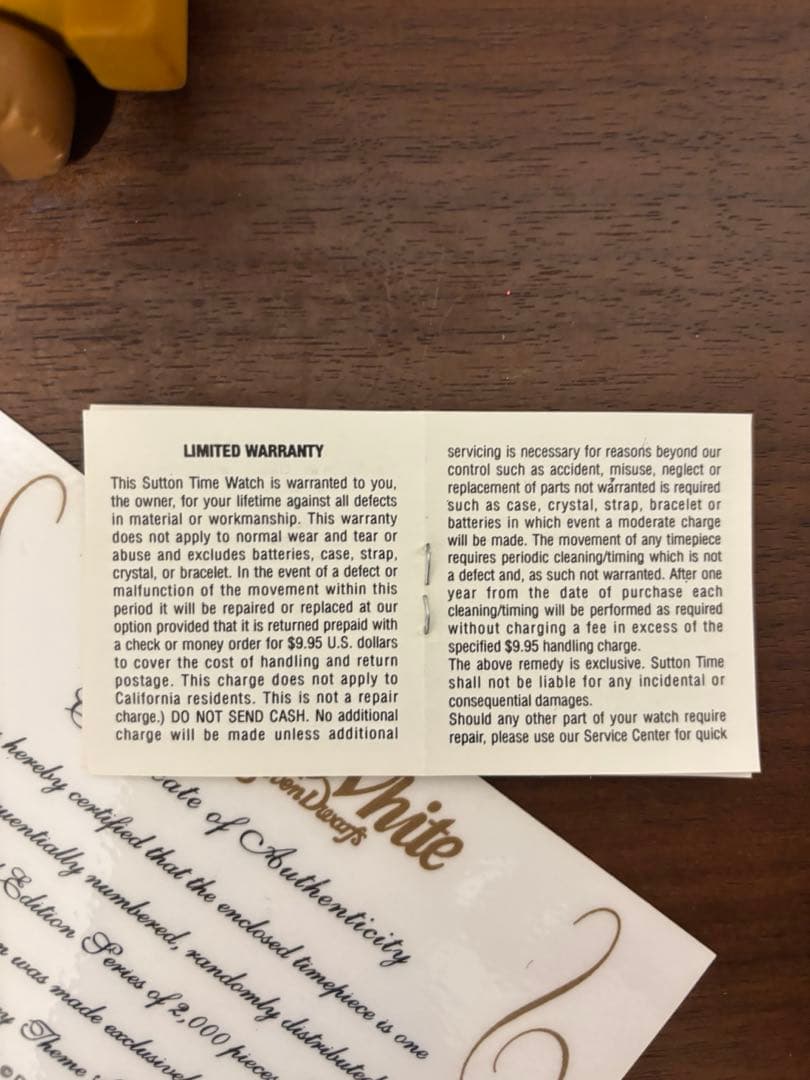 LIMITED WARRANTY
This Sutton Time Watch is warranted to you,
the owner, for your lifetime against all defects
in material or workmanship. This warranty
does not apply to normal wear and tear or
abuse and excludes batteries, case, strap,
crystal, or bracelet. In the event of a defect or
malfunction of the movement within this
period it will be repaired or replaced at our
option provided that it is returned prepaid with
a check or money order for $9.95 U.S. dollars
to cover the cost of handling and return
postage. This charge does not apply to
California residents. This is not a repair
charge.) DO NOT SEND CASH. No additional
charge will be made unless additional
servicing is necessary for reasons beyond our
control such as accident, misuse, neglect or
replacement of parts not warranted is required
such as case, crystal, strap, bracelet or
batteries in which event a moderate charge
will be made. The movement of any timepiece
requires periodic cleaning/timing which is not
a defect and, as such not warranted. After one
year from the date of purchase each
cleaning/timing will be performed as required
without charging a fee in excess of the
specified $9.95 handling charge.
The above remedy is exclusive. Sutton Time
shall not be liable for any incidental or
consequential damages.
Should any other part of your watch require
repair, please use our Service Center for quick
White
Dwarfs
cate of Authenticity
hereby certified that the enclosed timepiece is one
uentially numbered, randomly distributed
Edition Series of 2,000 pieces
was made exclusivel
Theme